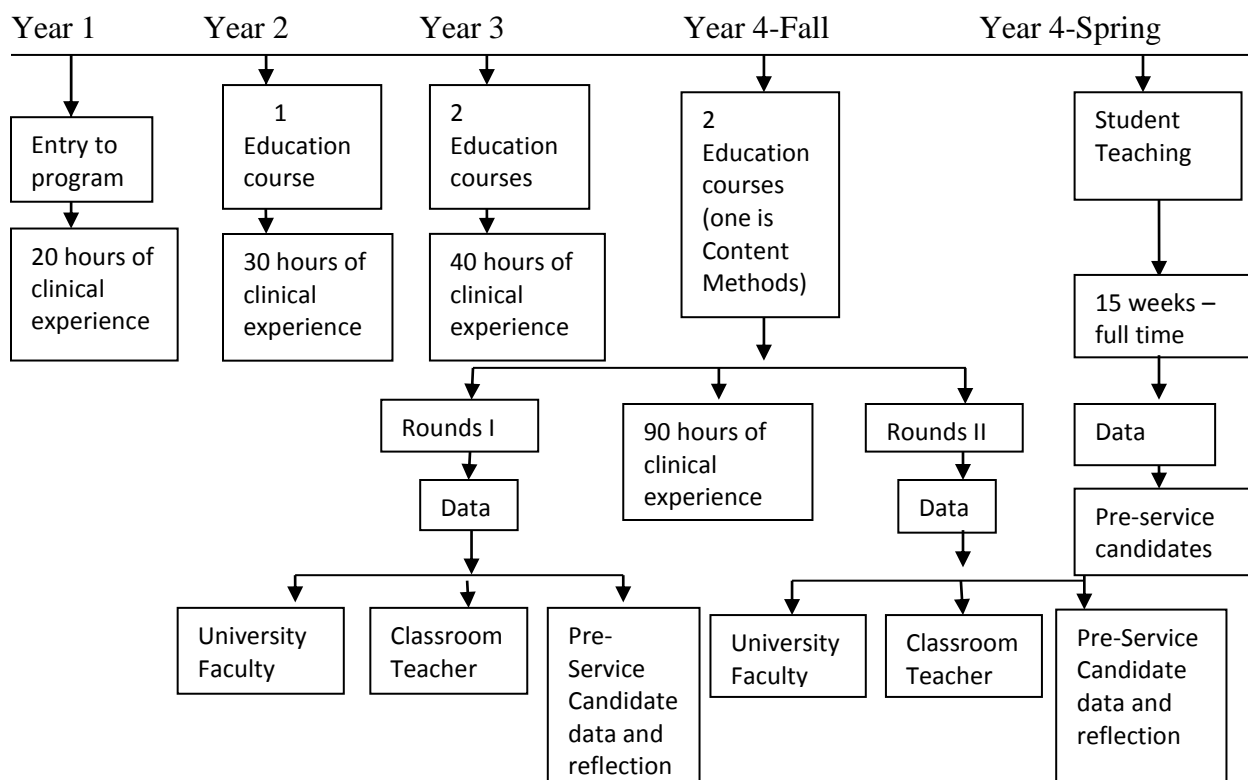 Year 1
Year 2
Year 3
Year 4-Fall
Year 4-Spring
Entry to
program
20 hours of
clinical
experience
1
Education
course
30 hours of
clinical
experience
2
Education
courses
40 hours of
clinical
experience
2
Education
courses
(one is
Content
Methods)
Student
Teaching
15 weeks –
full time
Data
Pre-service
candidates
Rounds I
Data
University
Faculty
Classroom
Teacher
Pre-
Service
Candidate
data and
reflection
90 hours of
clinical
experience
Rounds II
Data
University
Faculty
Classroom
Teacher
Pre-Service
Candidate
data and
reflection